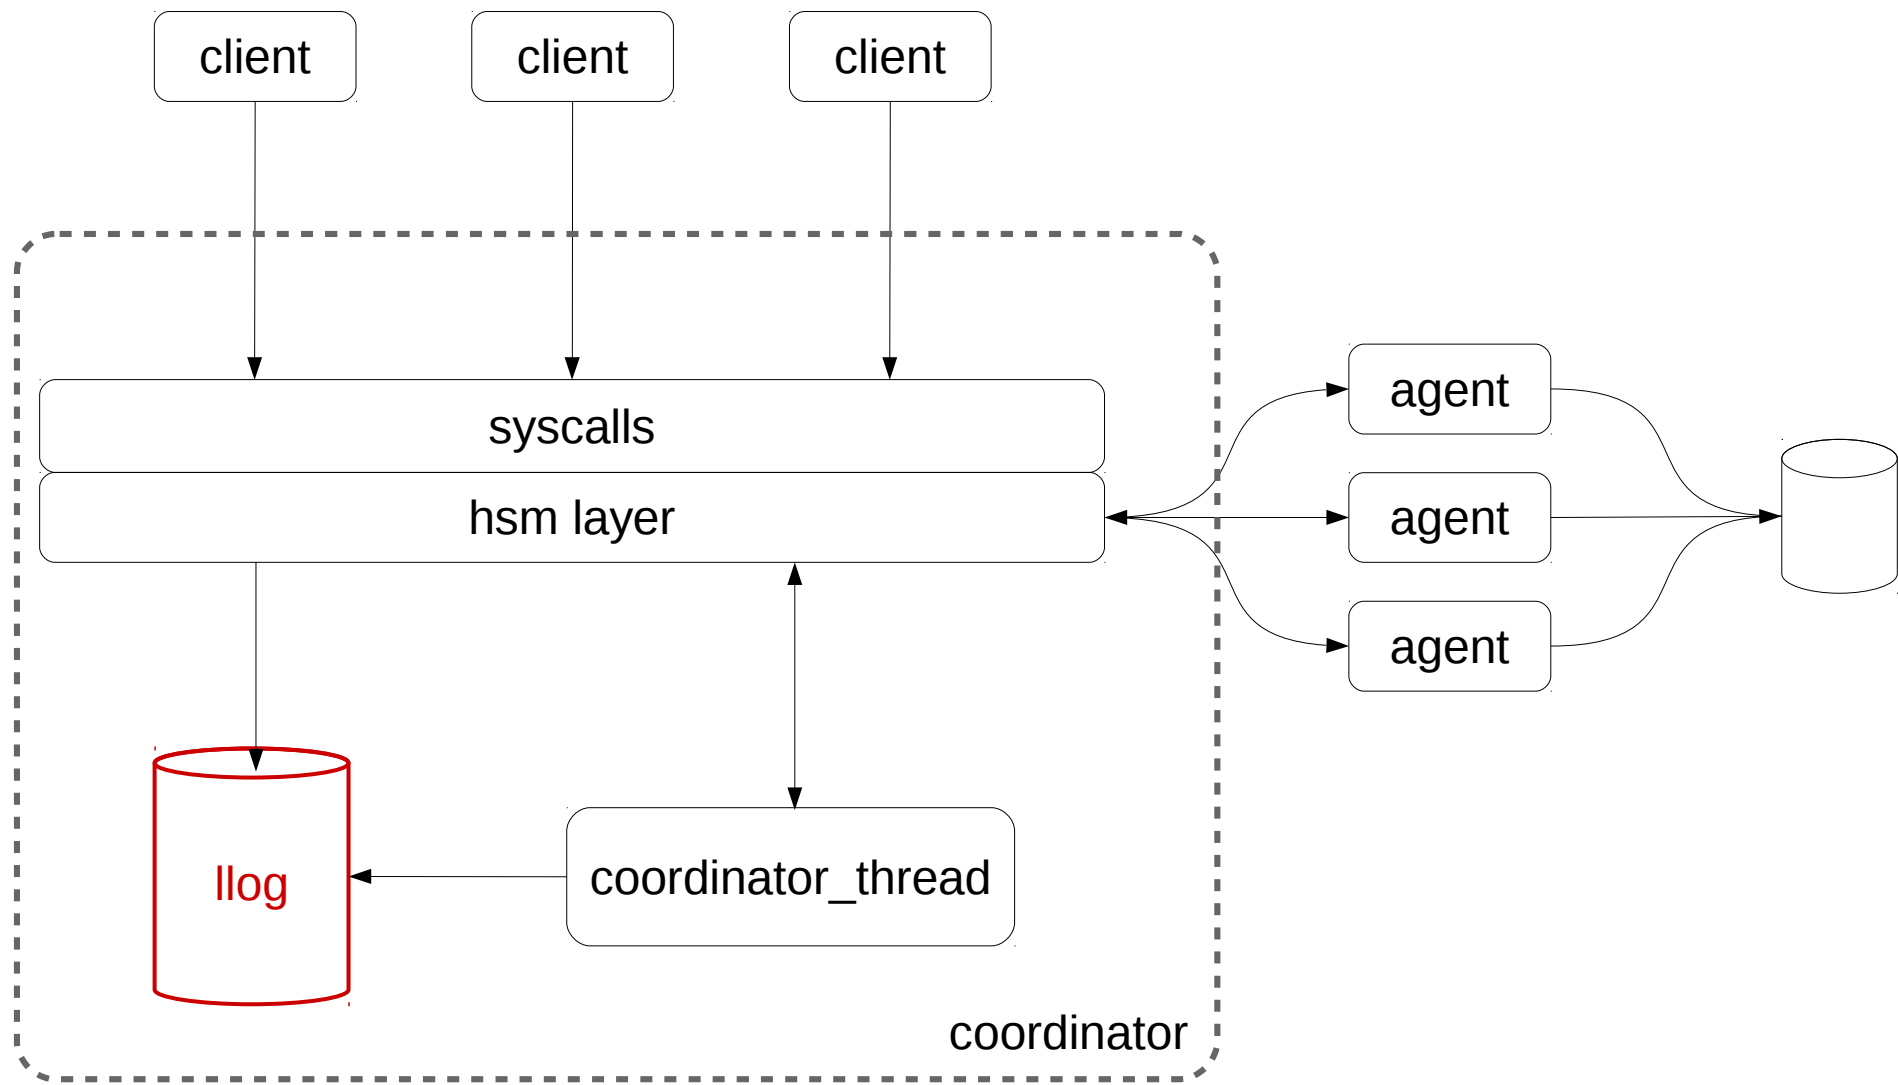 client
client
client
syscalls
hsm layer
agent
agent
agent
llog
coordinator_thread
coordinator